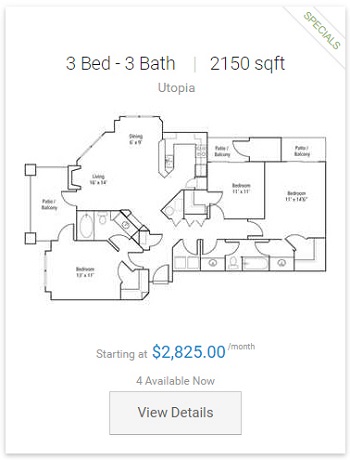 SPECIALS
3 Bed - 3 Bath | 2150 sqft
Utopia
Dining
6' x 9'
Living
16' x 14'
Patio /
Balcony
Patio /
Balcony
Patio /
Balcony
Bedroom
11' x 11'
Bedroom
11' x 14'6"
Bedroom
13' x 11'
Starting at $2,825.00 /month
4 Available Now
View Details